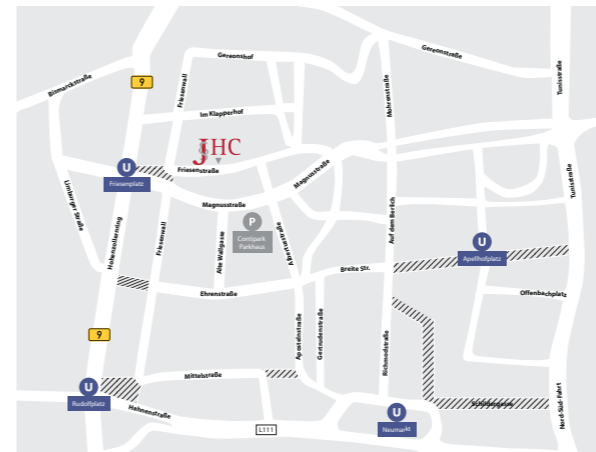 Gereonshof
Gereonstraße
Bismarckstraße
9
Friesenwall
Mohrenstraße
Tunisstraße
Im Klapperhof
JHC
U
Friesenplatz
Friesenstraße
Magnusstraße
Limburger Straße
Magnusstraße
Tunisstraße
P
Contipark
Parkhaus
Auf dem Berlich
U
Apellhofplatz
Hohenzollernring
Friesenwall
Alte Wallgasse
Albertusstraße
Breite Str.
Ehrenstraße
Offenbachplatz
9
Apostelnstraße
Gertrudenstraße
Richmodstraße
Mittelstraße
U
Rudolfplatz
Hahnenstraße
L111
U
Neumarkt
Schildergasse
Nord-Süd-Fahrt